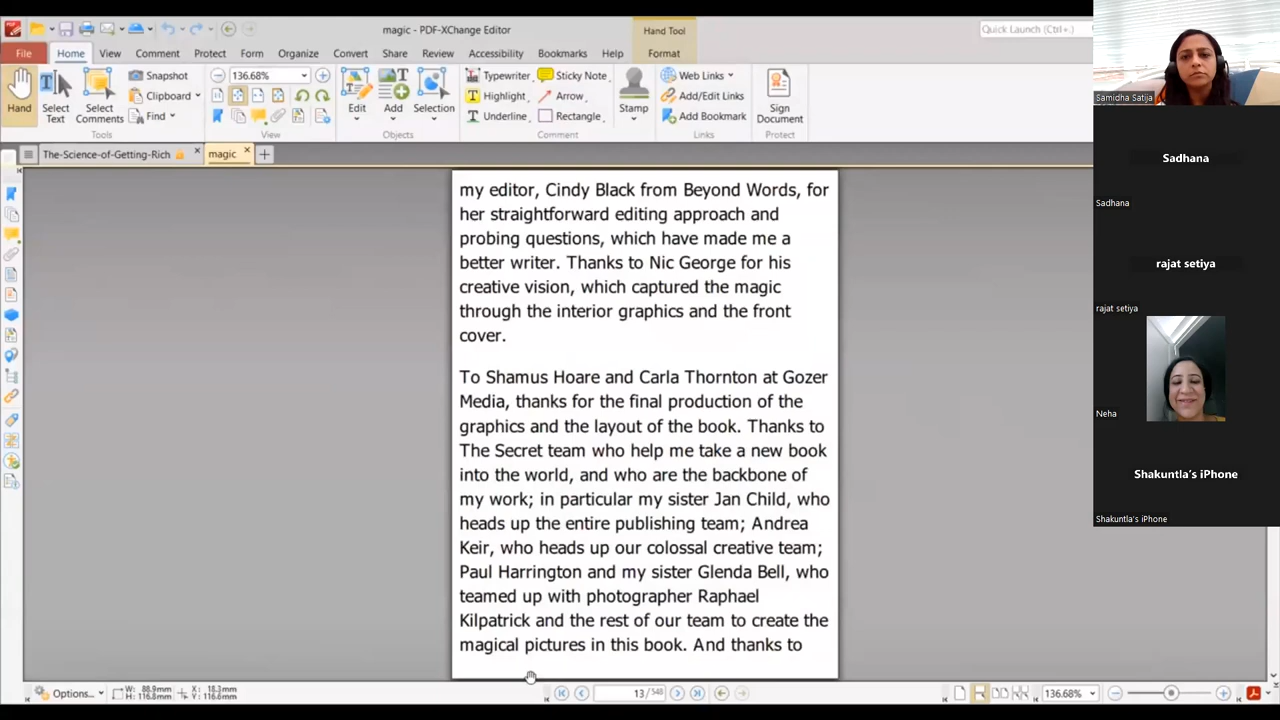 magic - PDF-XChange Editor
Hand Tool
Quick Launch (Ctrl+.)
File Home View Comment Protect Form Organize Convert Share Review Accessibility Bookmarks Help Format
Hand
Select Text
Select Comments
Snapshot
Clipboard
Find
Tools
136.68%
View
Edit Add Selection
Objects
Typewriter
Highlight
Underline
Sticky Note
Arrow
Rectangle
Stamp
Comment
Web Links
Add/Edit Links
Add Bookmark
Links
Sign Document
Protect
The-Science-of-Getting-Rich
magic
my editor, Cindy Black from Beyond Words, for
her straightforward editing approach and
probing questions, which have made me a
better writer. Thanks to Nic George for his
creative vision, which captured the magic
through the interior graphics and the front
cover.
To Shamus Hoare and Carla Thornton at Gozer
Media, thanks for the final production of the
graphics and the layout of the book. Thanks to
The Secret team who help me take a new book
into the world, and who are the backbone of
my work; in particular my sister Jan Child, who
heads up the entire publishing team; Andrea
Keir, who heads up our colossal creative team;
Paul Harrington and my sister Glenda Bell, who
teamed up with photographer Raphael
Kilpatrick and the rest of our team to create the
magical pictures in this book. And thanks to
Options...
W: 88.9mm
H: 116.8mm
X: 18.3mm
Y: 116.6mm
13 / 548
136.68%
Samidha Satija
Sadhana
Sadhana
rajat setiya
rajat setiya
Neha
Shakuntla's iPhone
Shakuntla's iPhone